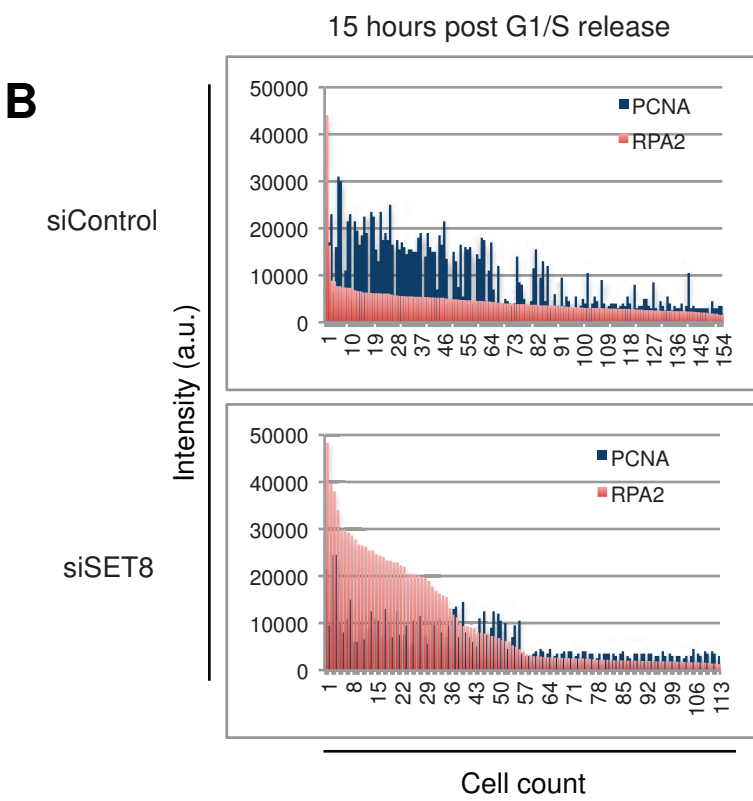 15 hours post G1/S release
B
siControl
50000
40000
30000
20000
10000
0
PCNA
RPA2
1 10 19 28 37 46 55 64 73 82 91 100 109 118 127 136 145 154
Intensity (a.u.)
siSET8
50000
40000
30000
20000
10000
0
PCNA
RPA2
1 8 15 22 29 36 43 50 57 64 71 78 85 92 99 106 113
Cell count